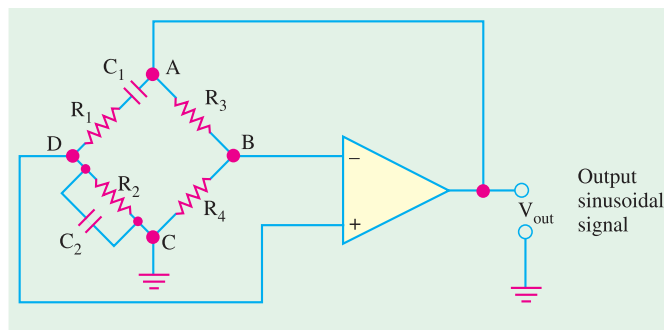 C1
A
R1
R3
D
B
R2
R4
C2
C
−
+
Vout
Output
sinusoidal
signal